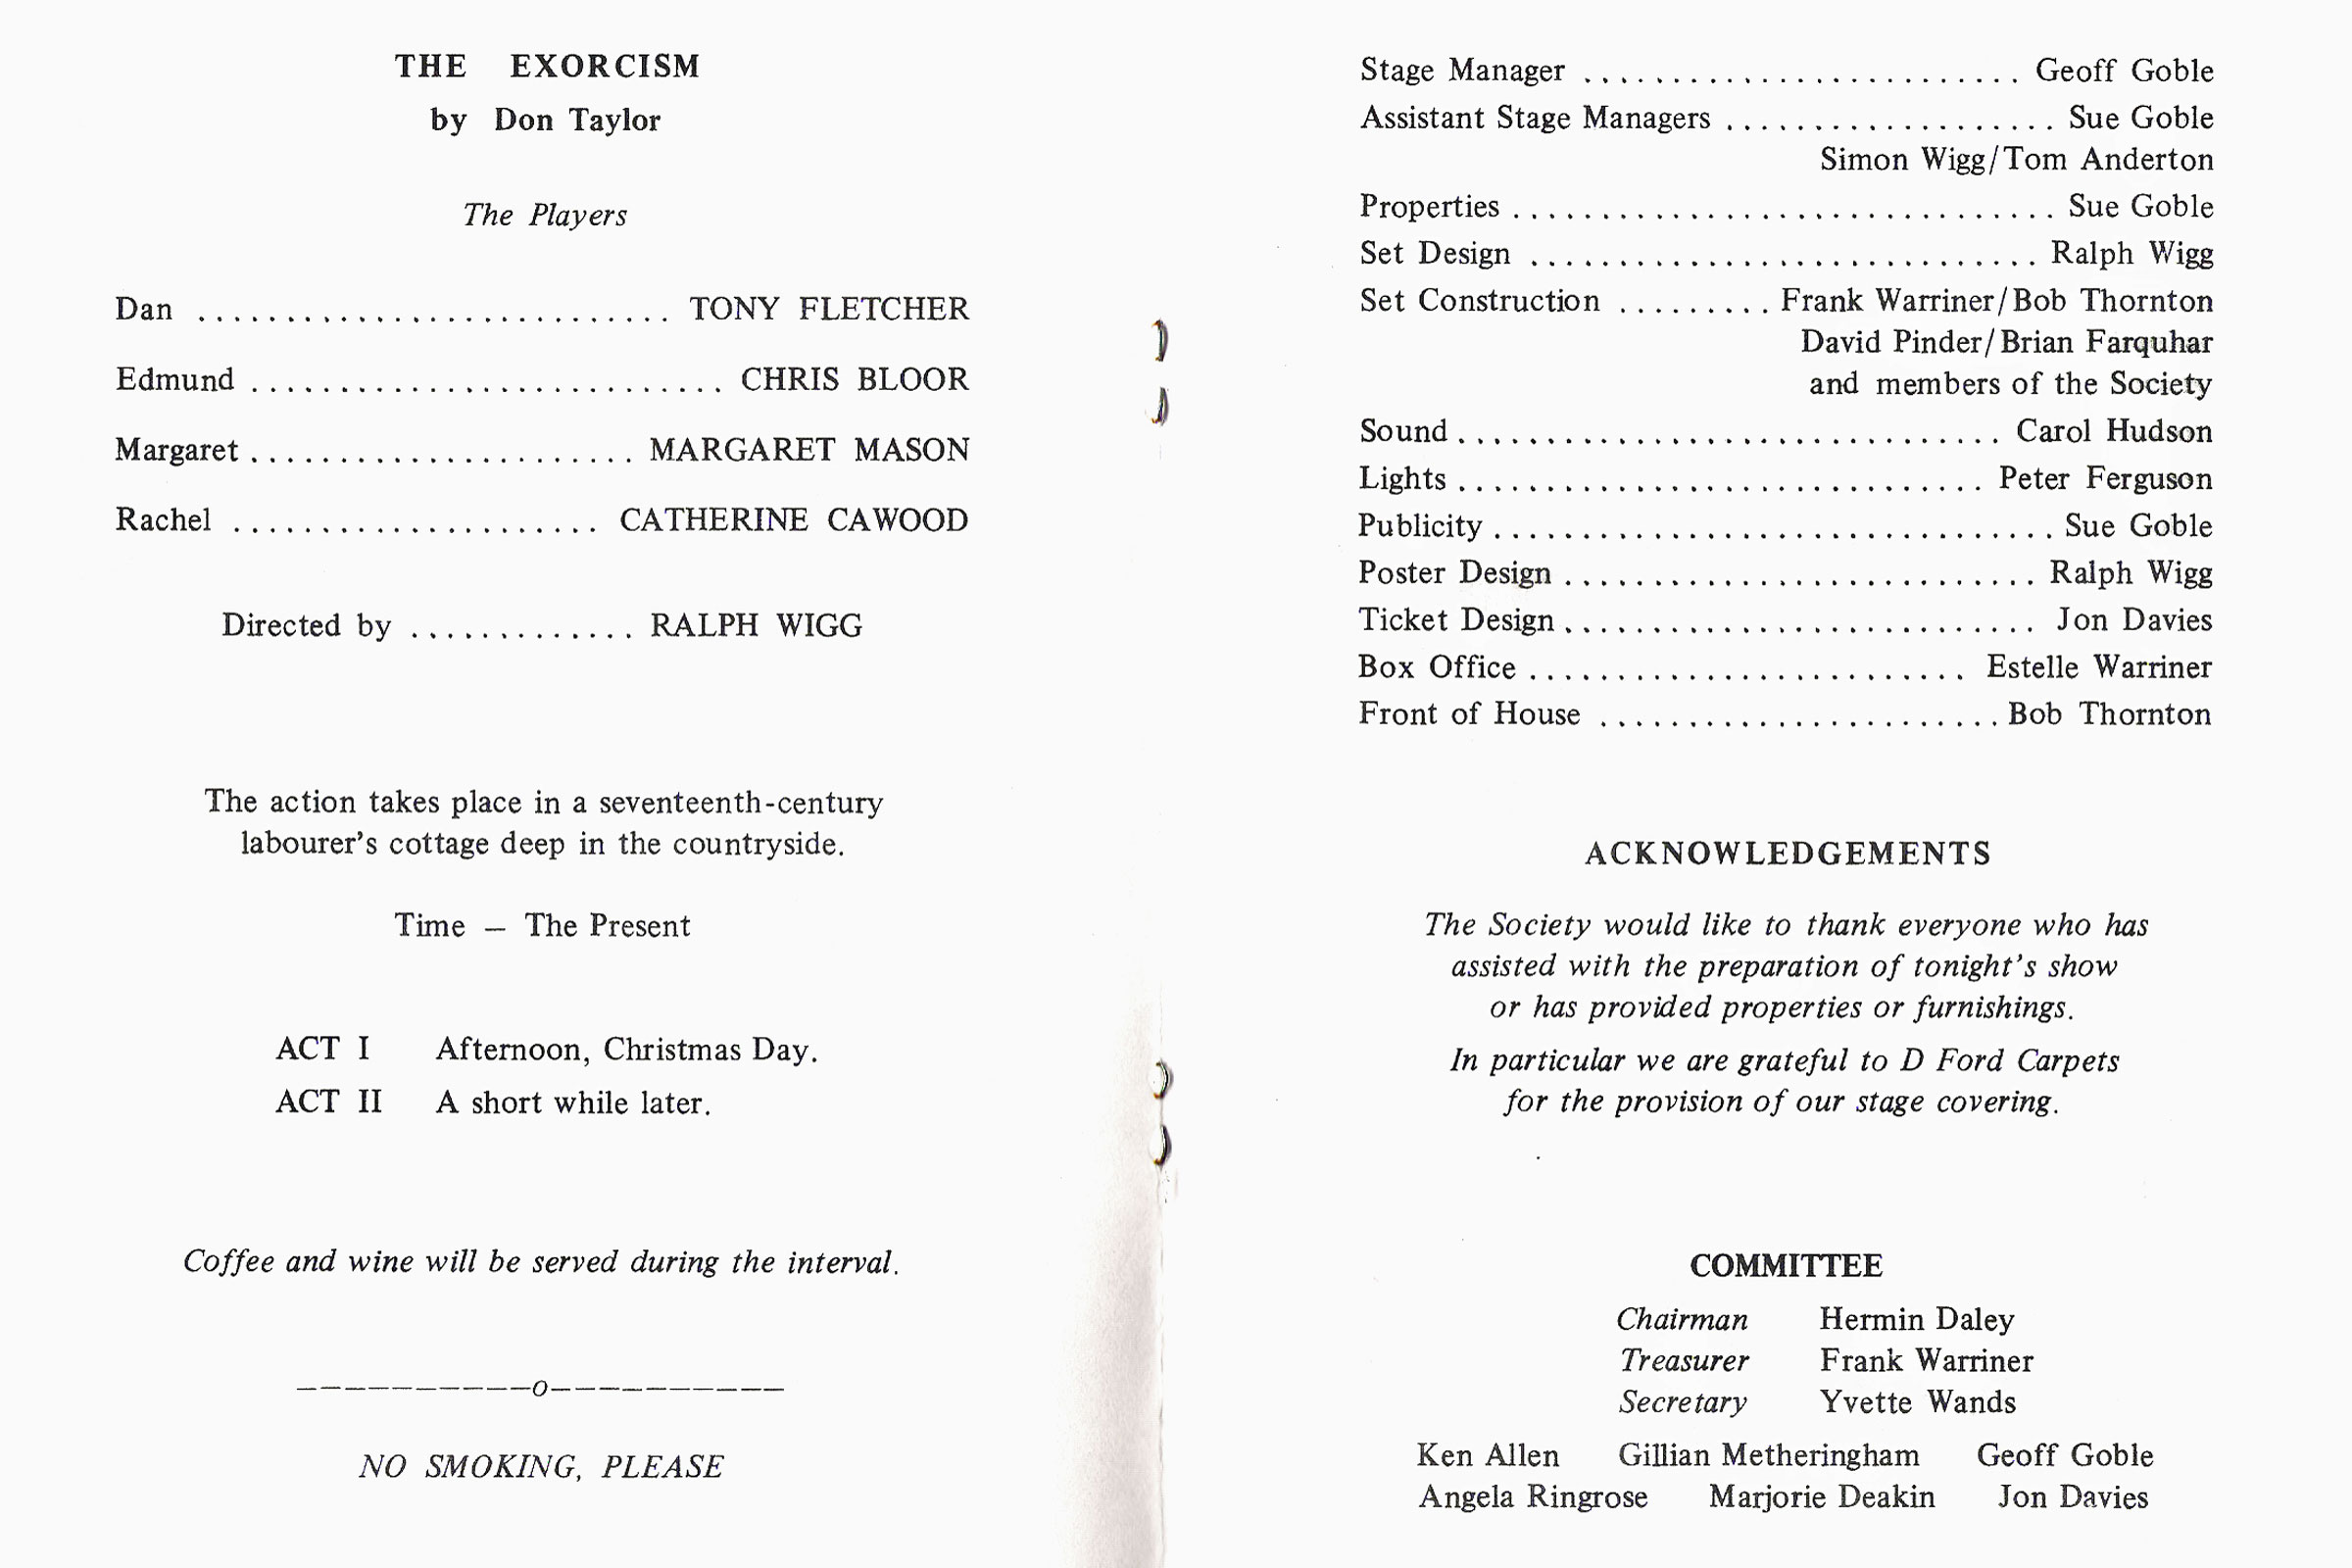 THE EXORCISM
by Don Taylor
The Players
Dan ........................... TONY FLETCHER
Edmund ........................... CHRIS BLOOR
Margaret ...................... MARGARET MASON
Rachel ..................... CATHERINE CAWOOD
Directed by ............. RALPH WIGG
The action takes place in a seventeenth-century
labourer's cottage deep in the countryside.
Time — The Present
ACT I Afternoon, Christmas Day.
ACT II A short while later.
Coffee and wine will be served during the interval.
----------o----------
NO SMOKING, PLEASE
Stage Manager ......................... Geoff Goble
Assistant Stage Managers ................... Sue Goble
Simon Wigg/Tom Anderton
Properties ............................... Sue Goble
Set Design ............................. Ralph Wigg
Set Construction ......... Frank Warriner/Bob Thornton
David Pinder/Brian Farquhar
and members of the Society
Sound ............................... Carol Hudson
Lights .............................. Peter Ferguson
Publicity ................................ Sue Goble
Poster Design ........................... Ralph Wigg
Ticket Design ........................... Jon Davies
Box Office ......................... Estelle Warriner
Front of House ....................... Bob Thornton
ACKNOWLEDGEMENTS
The Society would like to thank everyone who has
assisted with the preparation of tonight's show
or has provided properties or furnishings.
In particular we are grateful to D Ford Carpets
for the provision of our stage covering.
COMMITTEE
Chairman Hermin Daley
Treasurer Frank Warriner
Secretary Yvette Wands
Ken Allen Gillian Metheringham Geoff Goble
Angela Ringrose Marjorie Deakin Jon Davies